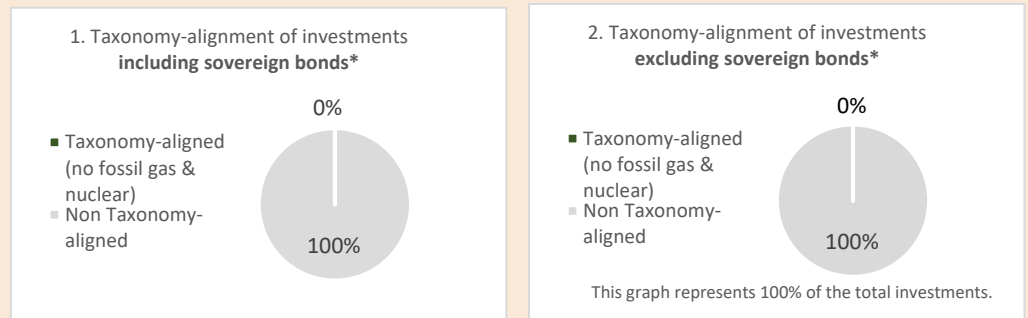 1. Taxonomy-alignment of investments
including sovereign bonds*
0%
Taxonomy-aligned
(no fossil gas &
nuclear)
Non Taxonomy-
aligned
100%
2. Taxonomy-alignment of investments
excluding sovereign bonds*
0%
Taxonomy-aligned
(no fossil gas &
nuclear)
Non Taxonomy-
aligned
100%
This graph represents 100% of the total investments.